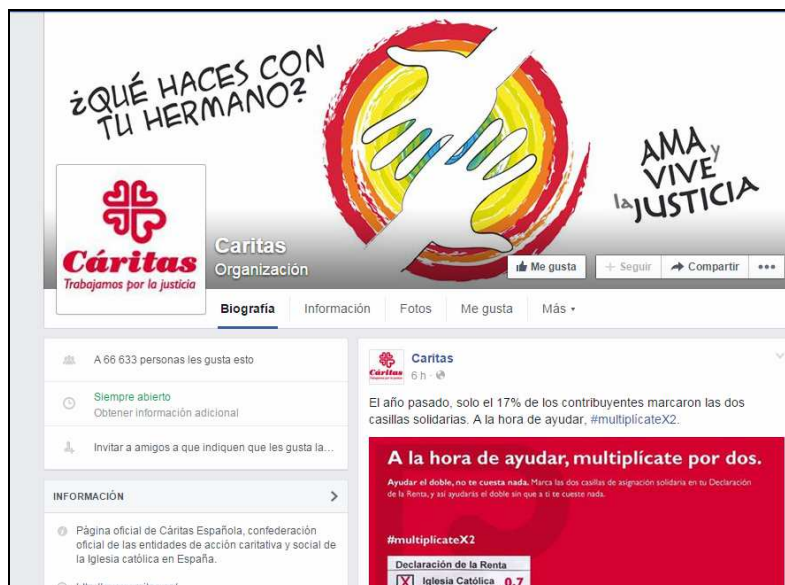 ¿QUÉ HACES CON
TU HERMANO?
AMA y
VIVE
la JUSTICIA
Cáritas
Trabajamos por la justicia
Caritas
Organización
Me gusta
+ Seguir
Compartir
Biografía
Información
Fotos
Me gusta
Más
A 66 633 personas les gusta esto
Siempre abierto
Obtener información adicional
Invitar a amigos a que indiquen que les gusta la...
INFORMACIÓN
Página oficial de Cáritas Española, confederación
oficial de las entidades de acción caritativa y social de
la Iglesia católica en España.
Cáritas
Caritas
6 h ·
El año pasado, solo el 17% de los contribuyentes marcaron las dos
casillas solidarias. A la hora de ayudar, #multiplícateX2.
A la hora de ayudar, multiplícate por dos.
Ayudar el doble, no te cuesta nada. Marca las dos casillas de asignación solidaria en tu Declaración
de la Renta, y así ayudarás el doble sin que a ti te cueste nada.
#multiplícateX2
Declaración de la Renta
X Iglesia Católica 0,7